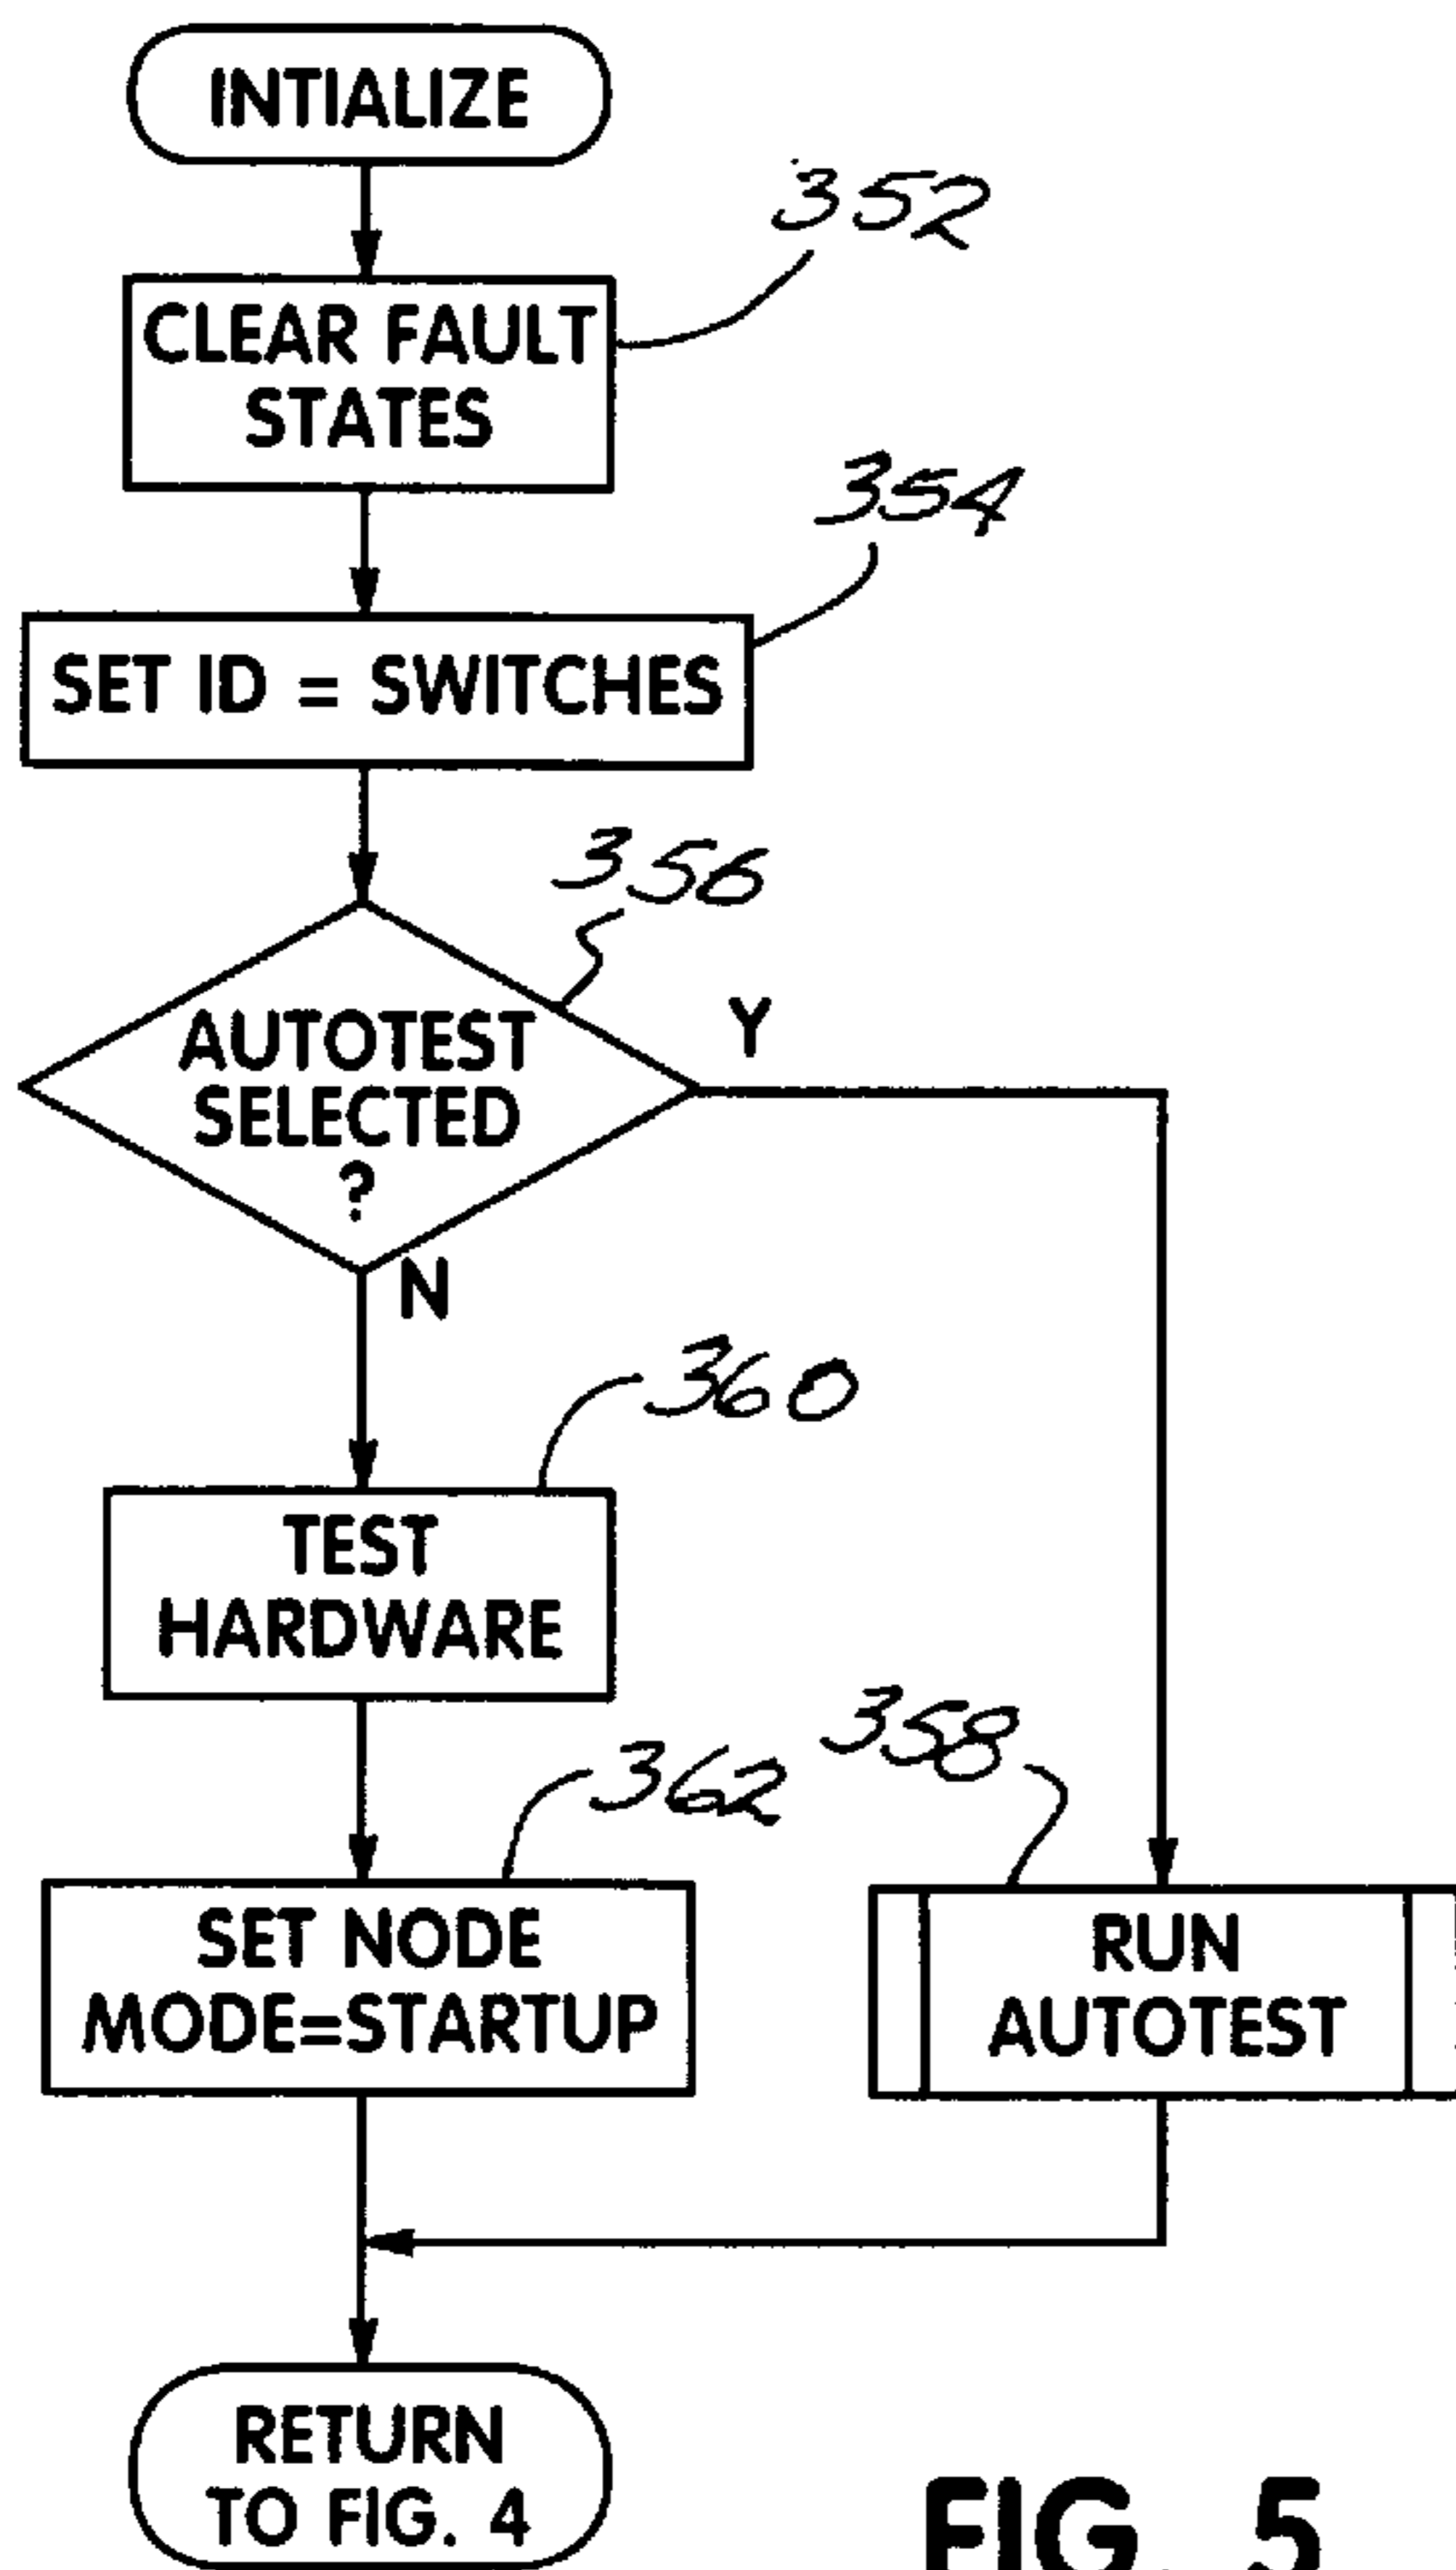 INTIALIZE
352
CLEAR FAULT
STATES
354
SET ID = SWITCHES
356
AUTOTEST
SELECTED
?
Y
N
360
TEST
HARDWARE
358
362
SET NODE
MODE=STARTUP
RUN
AUTOTEST
RETURN
TO FIG. 4
FIG. 5